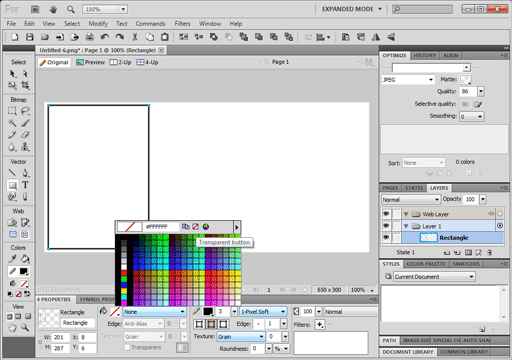 Fw
100%
EXPANDED MODE
File Edit View Select Modify Text Commands Filters Window Help
Untitled-6.png* : Page 1 @ 100% (Rectangle)
Original Preview 2-Up 4-Up Page 1
Select
Bitmap
Vector
Web
Colors
View
#FFFFFF
Transparent button
1 650 x 300 100%
OPTIMIZE HISTORY ALIGN
JPEG Matte:
Quality: 86
Selective quality: 90
Smoothing: 0
Sort: None 0 colors
PAGES STATES LAYERS
Normal Opacity 100
Web Layer
Layer 1
Rectangle
State 1
STYLES COLOR PALETTE SWATCHES
Current Document
PATH IMAGE EDIT SPECIAL CH AUTO SHA
DOCUMENT LIBRARY COMMON LIBRARY
PROPERTIES SYMBOL PROP
Rectangle
Rectangle
W: 201 X: 8
H: 287 Y: 6
None
Edge: Anti-Alias 0
Texture: Grain 0
Transparent
3 1-Pixel Soft
Edge: 1
Texture: Grain 0
Roundness: 0 %
100 Normal
Filters: